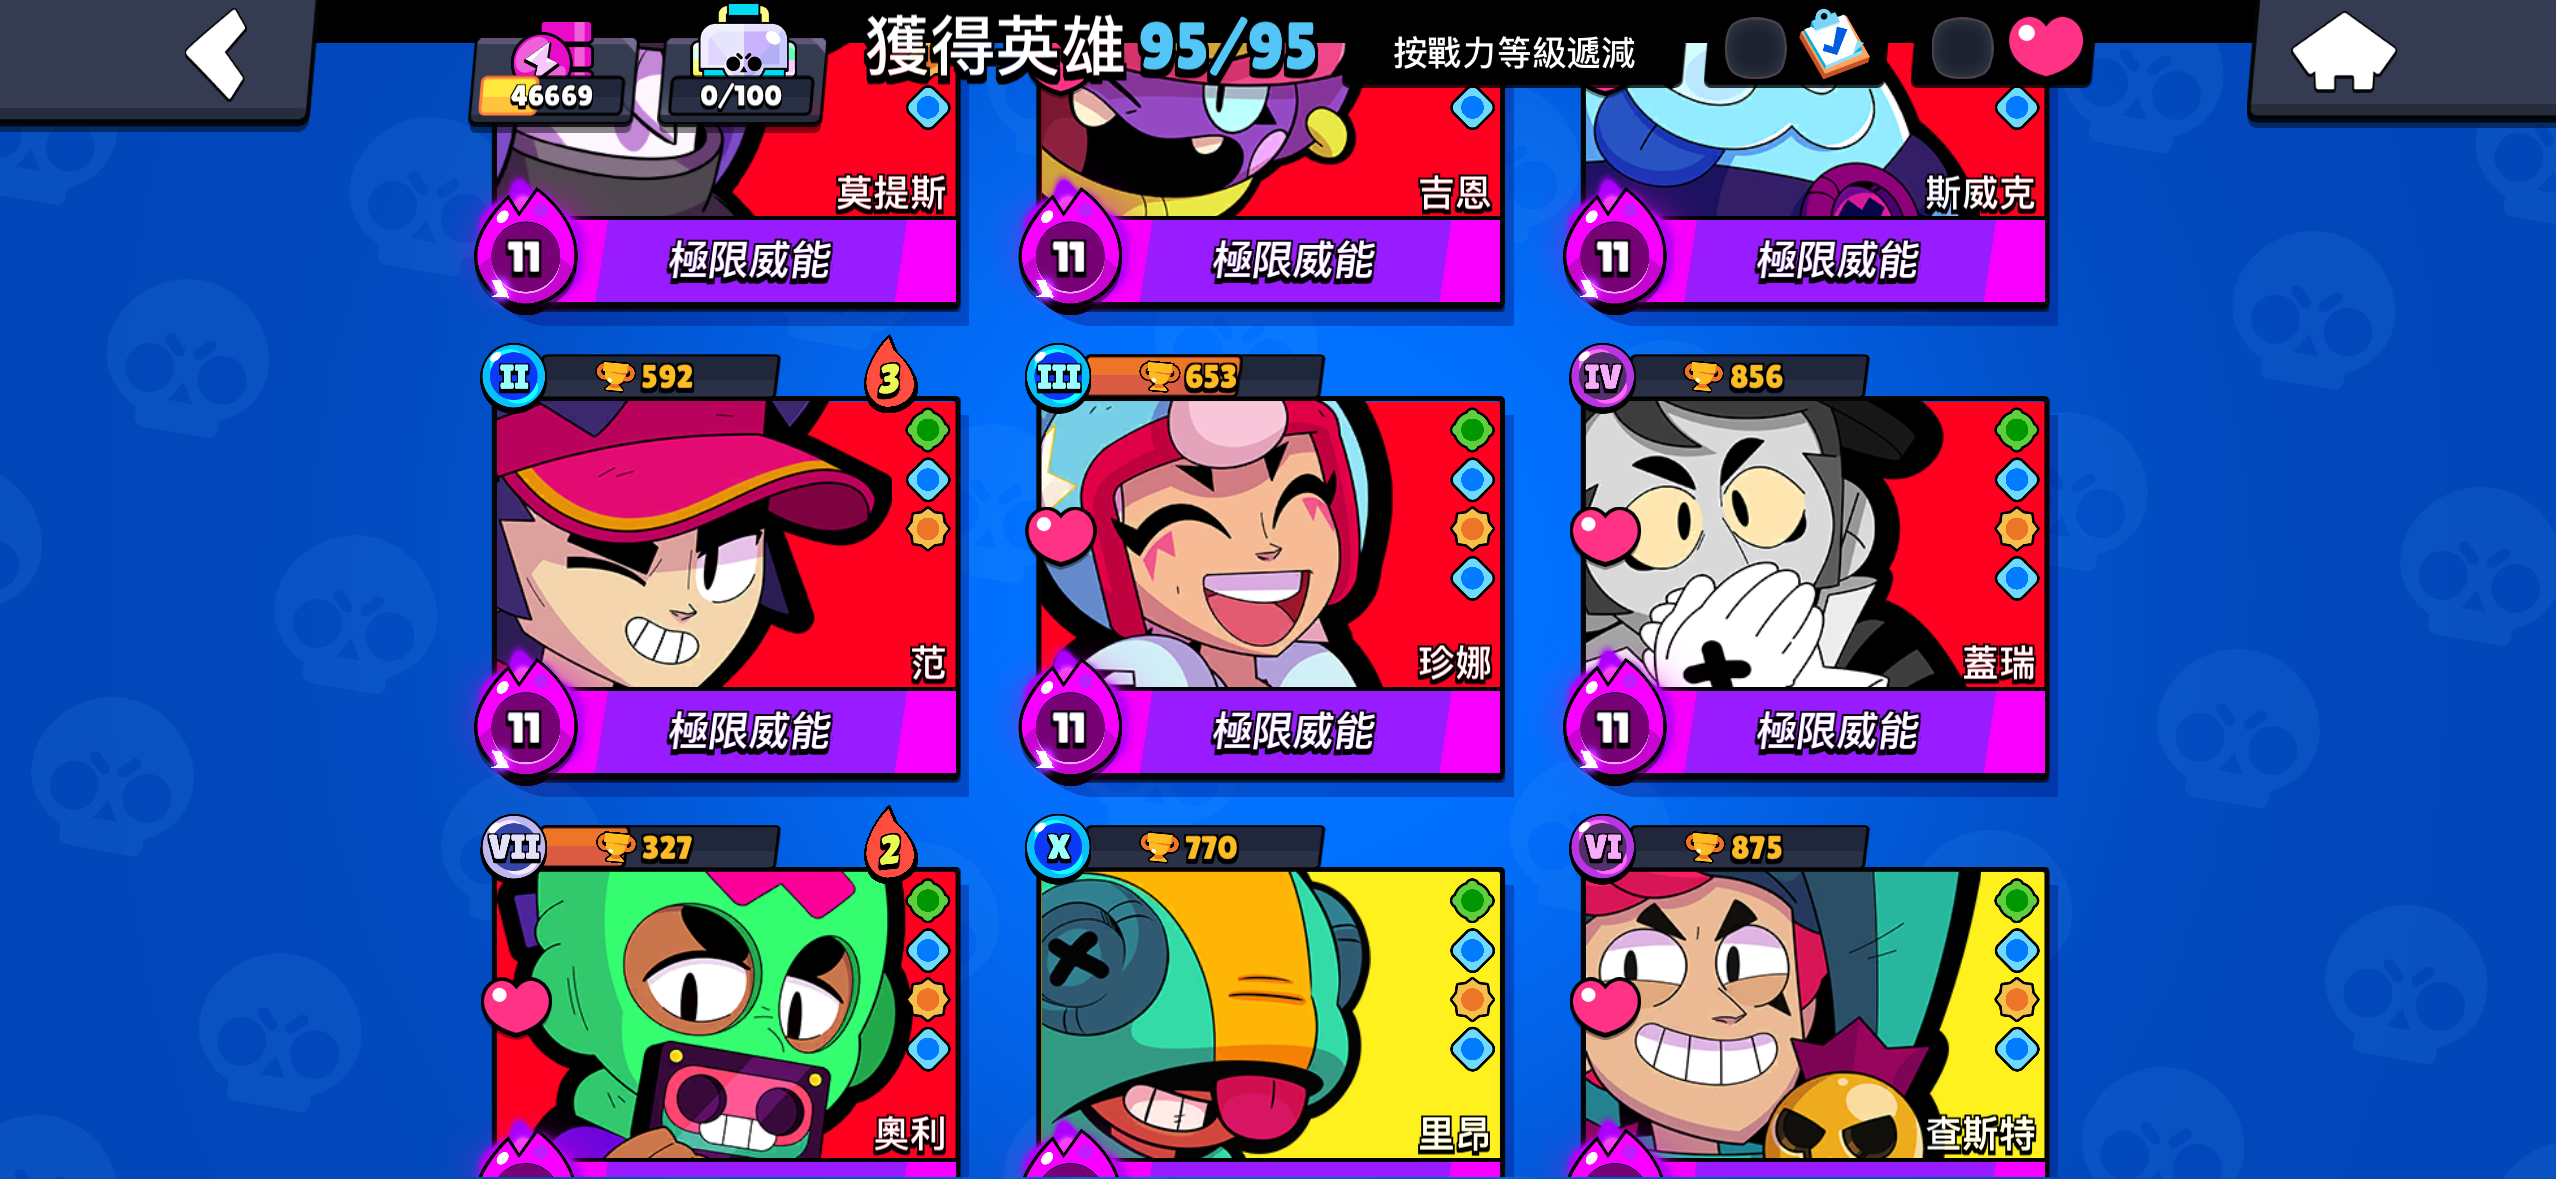 獲得英雄 95/95
按戰力等級遞減
46669
0/100
莫提斯
吉恩
斯威克
11 極限威能
11 極限威能
11 極限威能
II 592 3
III 653
IV 856
范
珍娜
蓋瑞
11 極限威能
11 極限威能
11 極限威能
VII 327 2
X 770
VI 875
奧利
里昂
查斯特